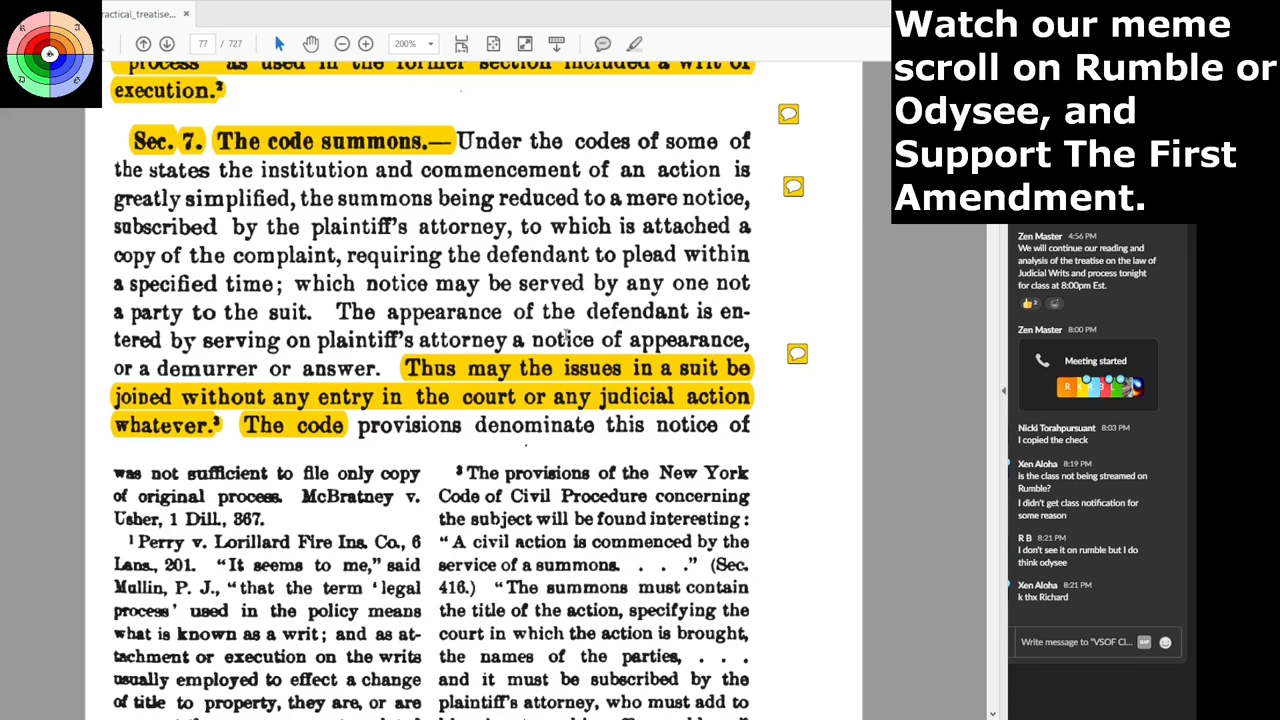 ractical_treatise...
77 / 727
200%
Watch our meme
scroll on Rumble or
Odysee, and
Support The First
Amendment.
process as used in the former section included a writ of
execution.²
Sec. 7. The code summons.— Under the codes of some of
the states the institution and commencement of an action is
greatly simplified, the summons being reduced to a mere notice,
subscribed by the plaintiff's attorney, to which is attached a
copy of the complaint, requiring the defendant to plead within
a specified time; which notice may be served by any one not
a party to the suit. The appearance of the defendant is en-
tered by serving on plaintiff's attorney a notice of appearance,
or a demurrer or answer. Thus may the issues in a suit be
joined without any entry in the court or any judicial action
whatever.³ The code provisions denominate this notice of
was not sufficient to file only copy
of original process. McBratney v.
Usher, 1 Dill., 367.
¹ Perry v. Lorillard Fire Ins. Co., 6
Lans., 201. "It seems to me," said
Mullin, P. J., "that the term 'legal
process' used in the policy means
what is known as a writ; and as at-
tachment or execution on the writs
usually employed to effect a change
of title to property, they are, or are
³ The provisions of the New York
Code of Civil Procedure concerning
the subject will be found interesting:
"A civil action is commenced by the
service of a summons. . . ." (Sec.
416.) "The summons must contain
the title of the action, specifying the
court in which the action is brought,
the names of the parties, . . .
and it must be subscribed by the
plaintiff's attorney, who must add to
Zen Master 4:56 PM
We will continue our reading and
analysis of the treatise on the law of
Judicial Writs and process tonight
for class at 8:00pm Est.
2
Zen Master 8:00 PM
Meeting started
R K R B L
Nicki Torahpursuant 8:03 PM
I copied the check
Xen Aloha 8:19 PM
is the class not being streamed on
Rumble?
I didn't get class notification for
some reason
R B 8:21 PM
I don't see it on rumble but I do
think odysee
Xen Aloha 8:21 PM
k thx Richard
Write message to "VSOF Cl...
GIF